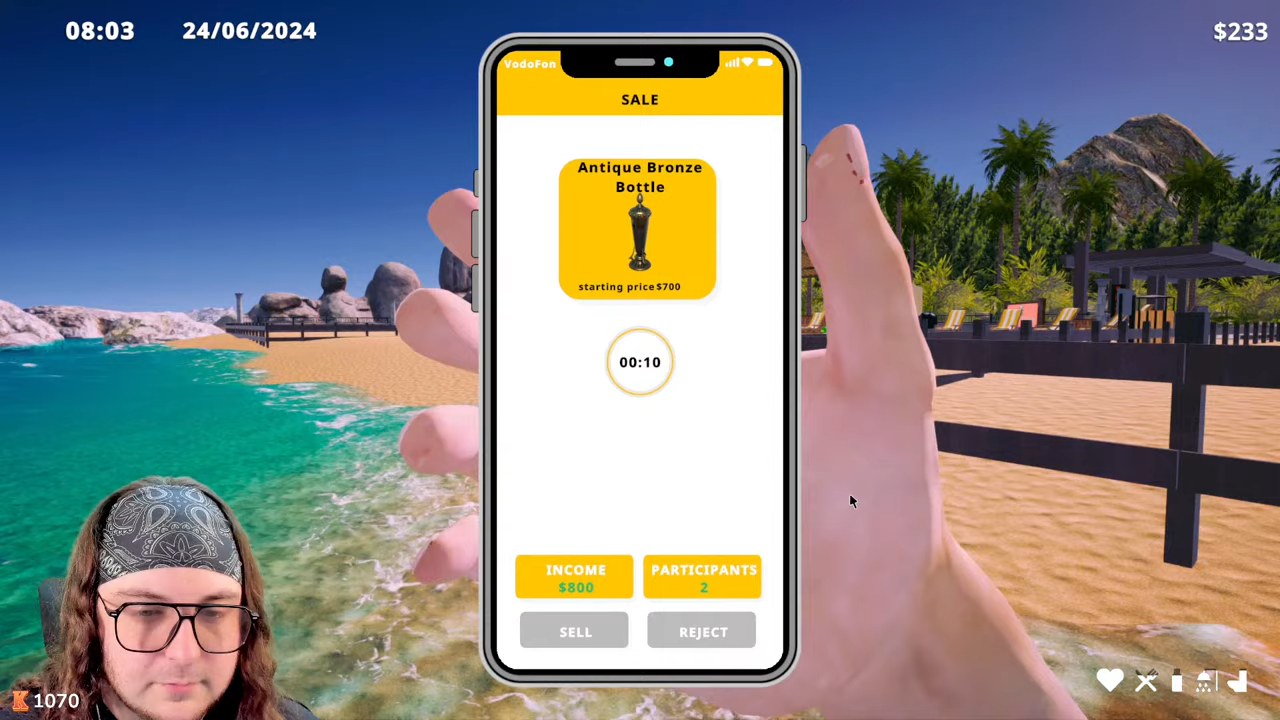 08:03 24/06/2024
$233
VodoFon
SALE
Antique Bronze
Bottle
starting price $700
00:10
INCOME
$800
PARTICIPANTS
2
SELL
REJECT
K 1070